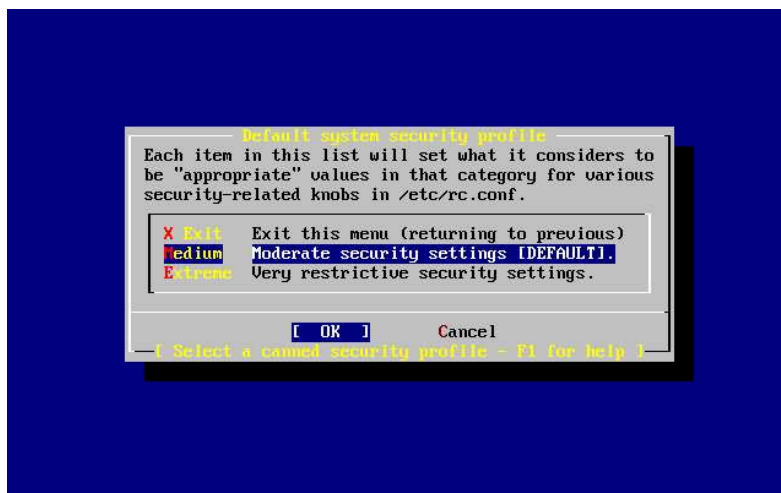 Default system security profile
Each item in this list will set what it considers to
be "appropriate" values in that category for various
security-related knobs in /etc/rc.conf.
X Exit Exit this menu (returning to previous)
Medium Moderate security settings [DEFAULT].
Extreme Very restrictive security settings.
[ OK ] Cancel
[ Select a canned security profile - F1 for help ]